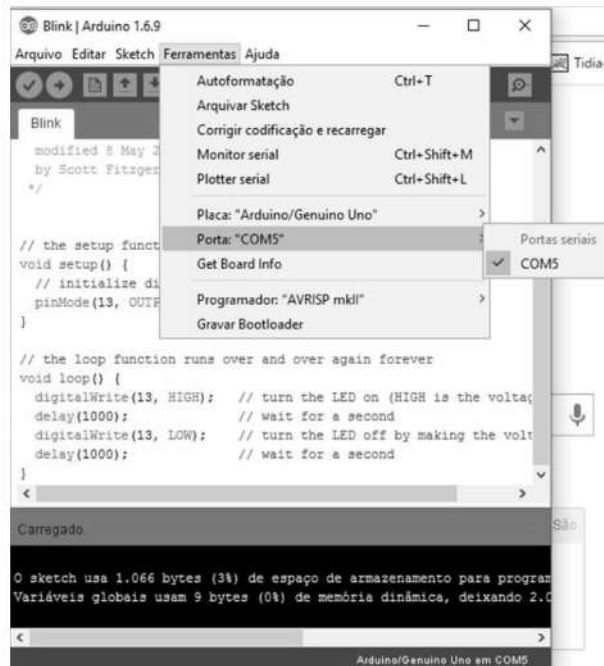 Blink | Arduino 1.6.9
Arquivo Editar Sketch Ferramentas Ajuda
Tidia-
Autoformatação Ctrl+T
Arquivar Sketch
Corrigir codificação e recarregar
Monitor serial Ctrl+Shift+M
Plotter serial Ctrl+Shift+L
Placa: "Arduino/Genuino Uno"
Porta: "COM5"
Get Board Info
Programador: "AVRISP mkII"
Gravar Bootloader
Portas seriais
COM5
Blink
modified 8 May 2
by Scott Fitzger
*/
// the setup funct
void setup() {
// initialize di
pinMode(13, OUTP
}
// the loop function runs over and over again forever
void loop() {
digitalWrite(13, HIGH); // turn the LED on (HIGH is the voltag
delay(1000); // wait for a second
digitalWrite(13, LOW); // turn the LED off by making the volt
delay(1000); // wait for a second
}
São
Carregado.
O sketch usa 1.066 bytes (3%) de espaço de armazenamento para program
Variáveis globais usam 9 bytes (0%) de memória dinâmica, deixando 2.0
Arduino/Genuino Uno em COM5